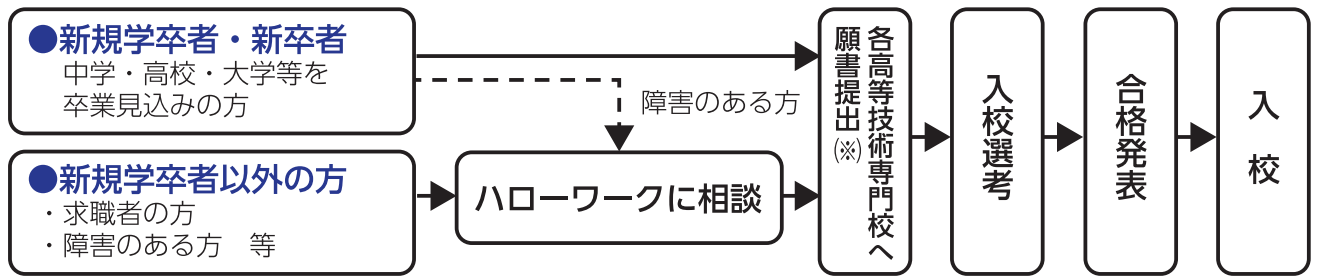 ●新規学卒者・新卒者
中学・高校・大学等を
卒業見込みの方
障害のある方
●新規学卒者以外の方
・求職者の方
・障害のある方　等
ハローワークに相談
各高等技術専門校へ
願書提出(※)
入校選考
合格発表
入　校